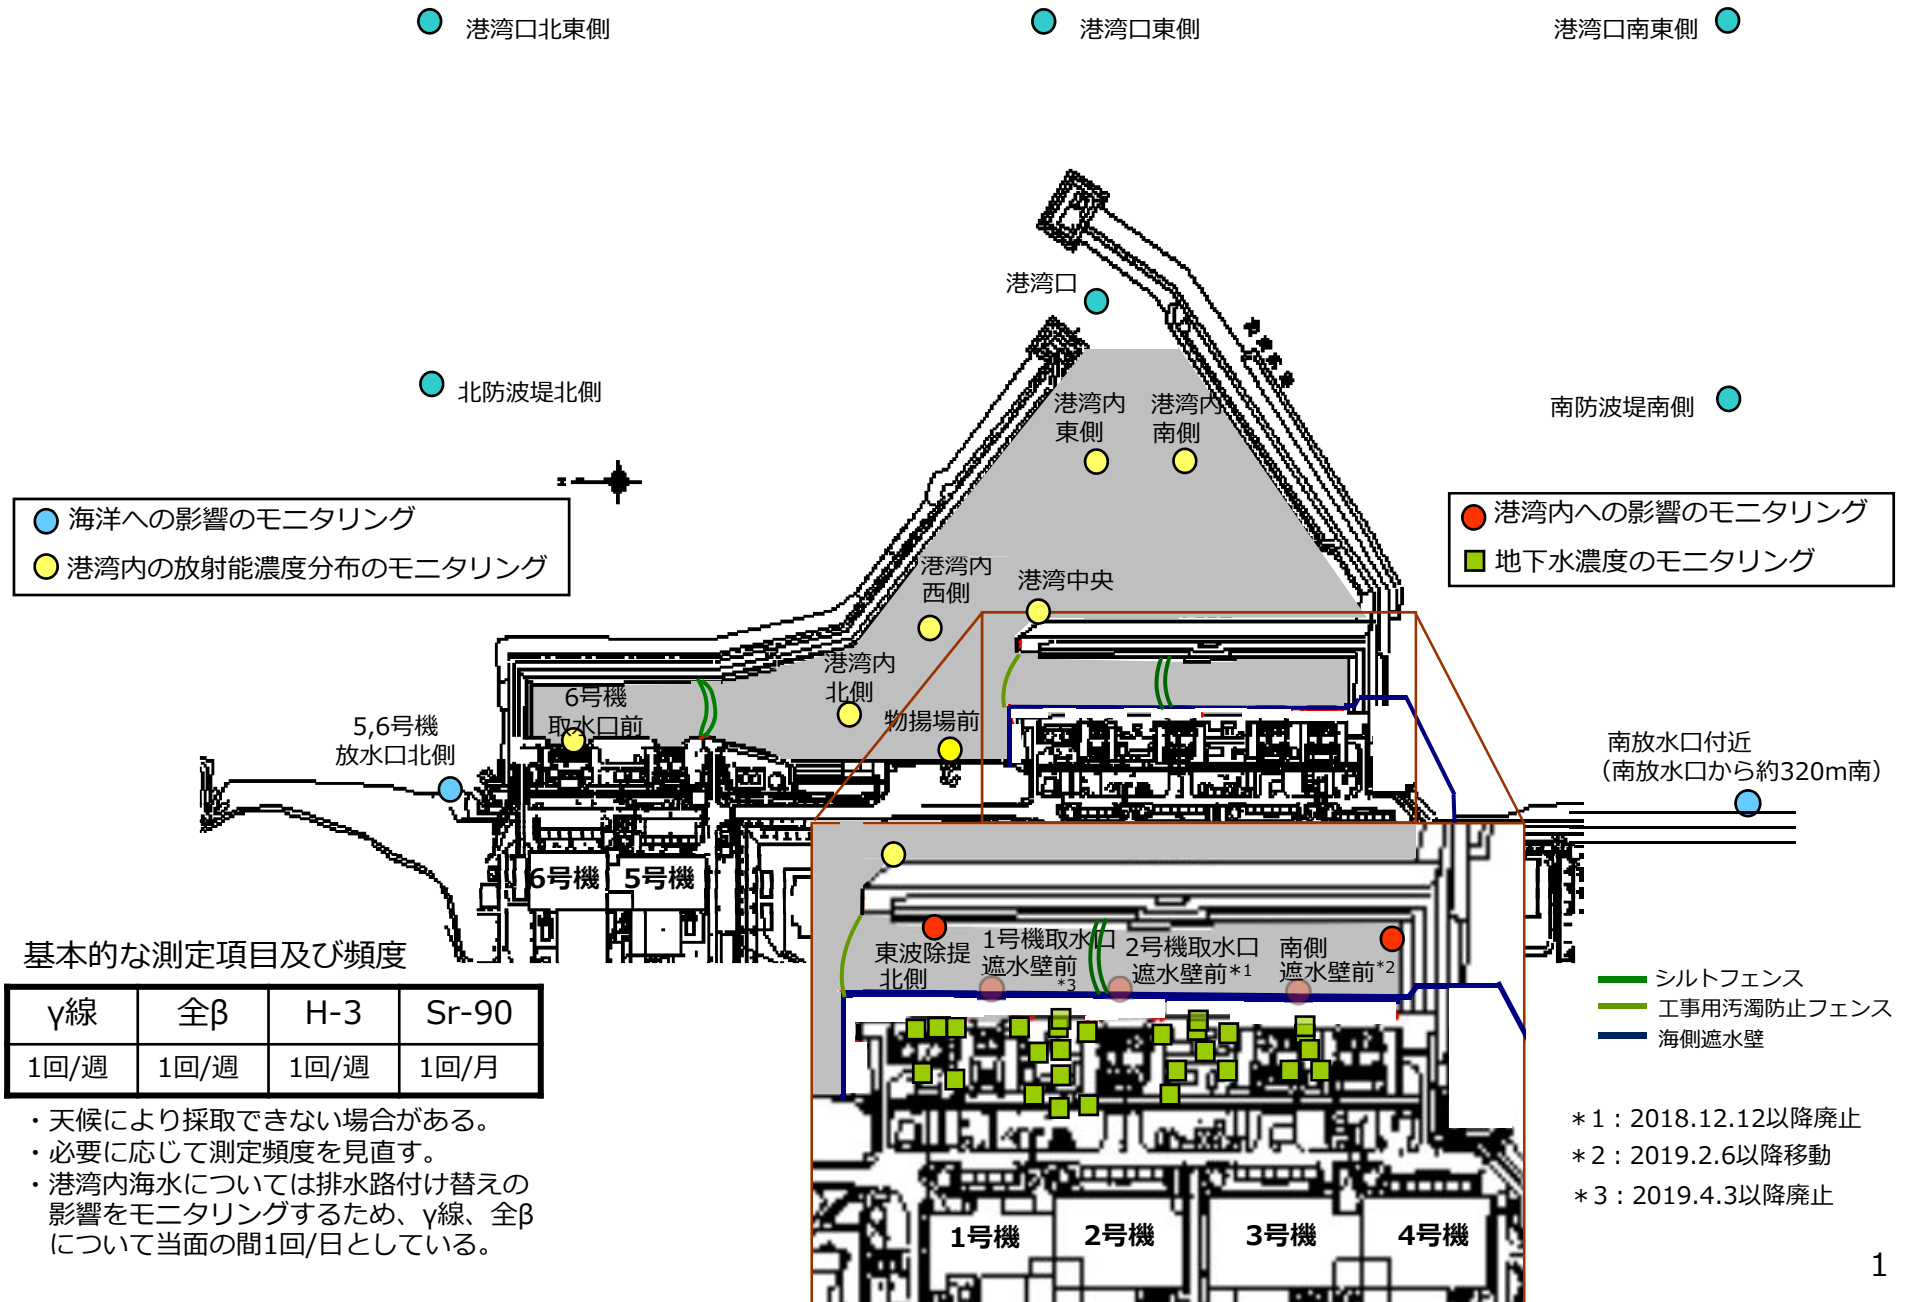 港湾口北東側
港湾口東側
港湾口南東側
港湾口
北防波堤北側
港湾内
東側
港湾内
南側
南防波堤南側
海洋への影響のモニタリング
港湾内の放射能濃度分布のモニタリング
港湾内への影響のモニタリング
地下水濃度のモニタリング
港湾内
西側
港湾中央
港湾内
北側
6号機
取水口前
物揚場前
5,6号機
放水口北側
南放水口付近
（南放水口から約320m南）
6号機
5号機
東波除提
北側
1号機取水口
遮水壁前
*3
2号機取水口
遮水壁前*1
南側
遮水壁前*2
シルトフェンス
工事用汚濁防止フェンス
海側遮水壁
基本的な測定項目及び頻度
γ線 全β H-3 Sr-90
1回/週 1回/週 1回/週 1回/月
・天候により採取できない場合がある。
・必要に応じて測定頻度を見直す。
・港湾内海水については排水路付け替えの
影響をモニタリングするため、γ線、全β
について当面の間1回/日としている。
＊1：2018.12.12以降廃止
＊2：2019.2.6以降移動
＊3：2019.4.3以降廃止
1号機
2号機
3号機
4号機
1